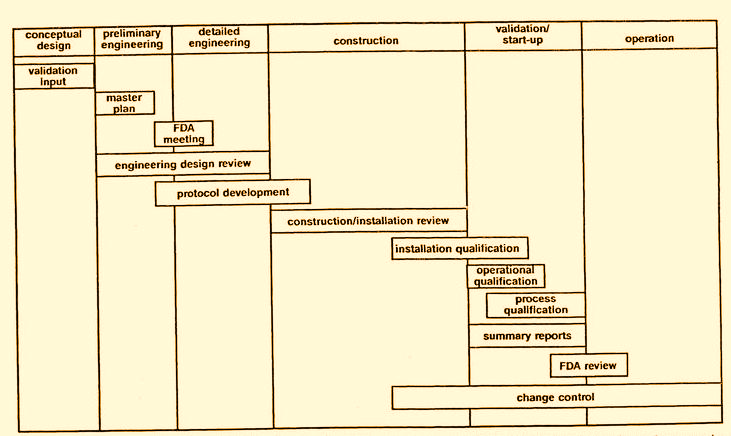 conceptual
design
preliminary
engineering
detailed
engineering
construction
validation/
start-up
operation
validation
input
master
plan
FDA
meeting
engineering design review
protocol development
construction/installation review
installation qualification
operational
qualification
process
qualification
summary reports
FDA review
change control